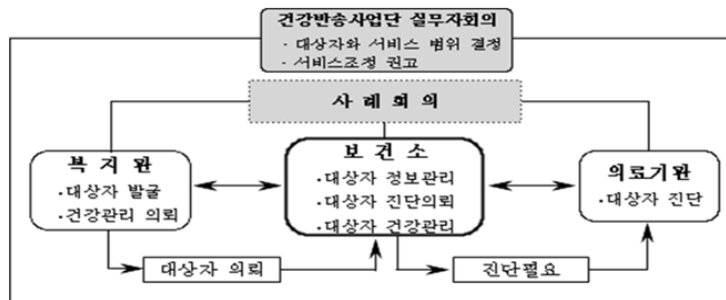 건강반송사업단 실무자회의
· 대상자와 서비스 범위 결정
· 서비스조정 권고
사 례 회 의
복 지 관
·대상자 발굴
·건강관리 의뢰
보 건 소
·대상자 정보관리
·대상자 진단의뢰
·대상자 건강관리
의료기관
·대상자 진단
대상자 의뢰
진단필요